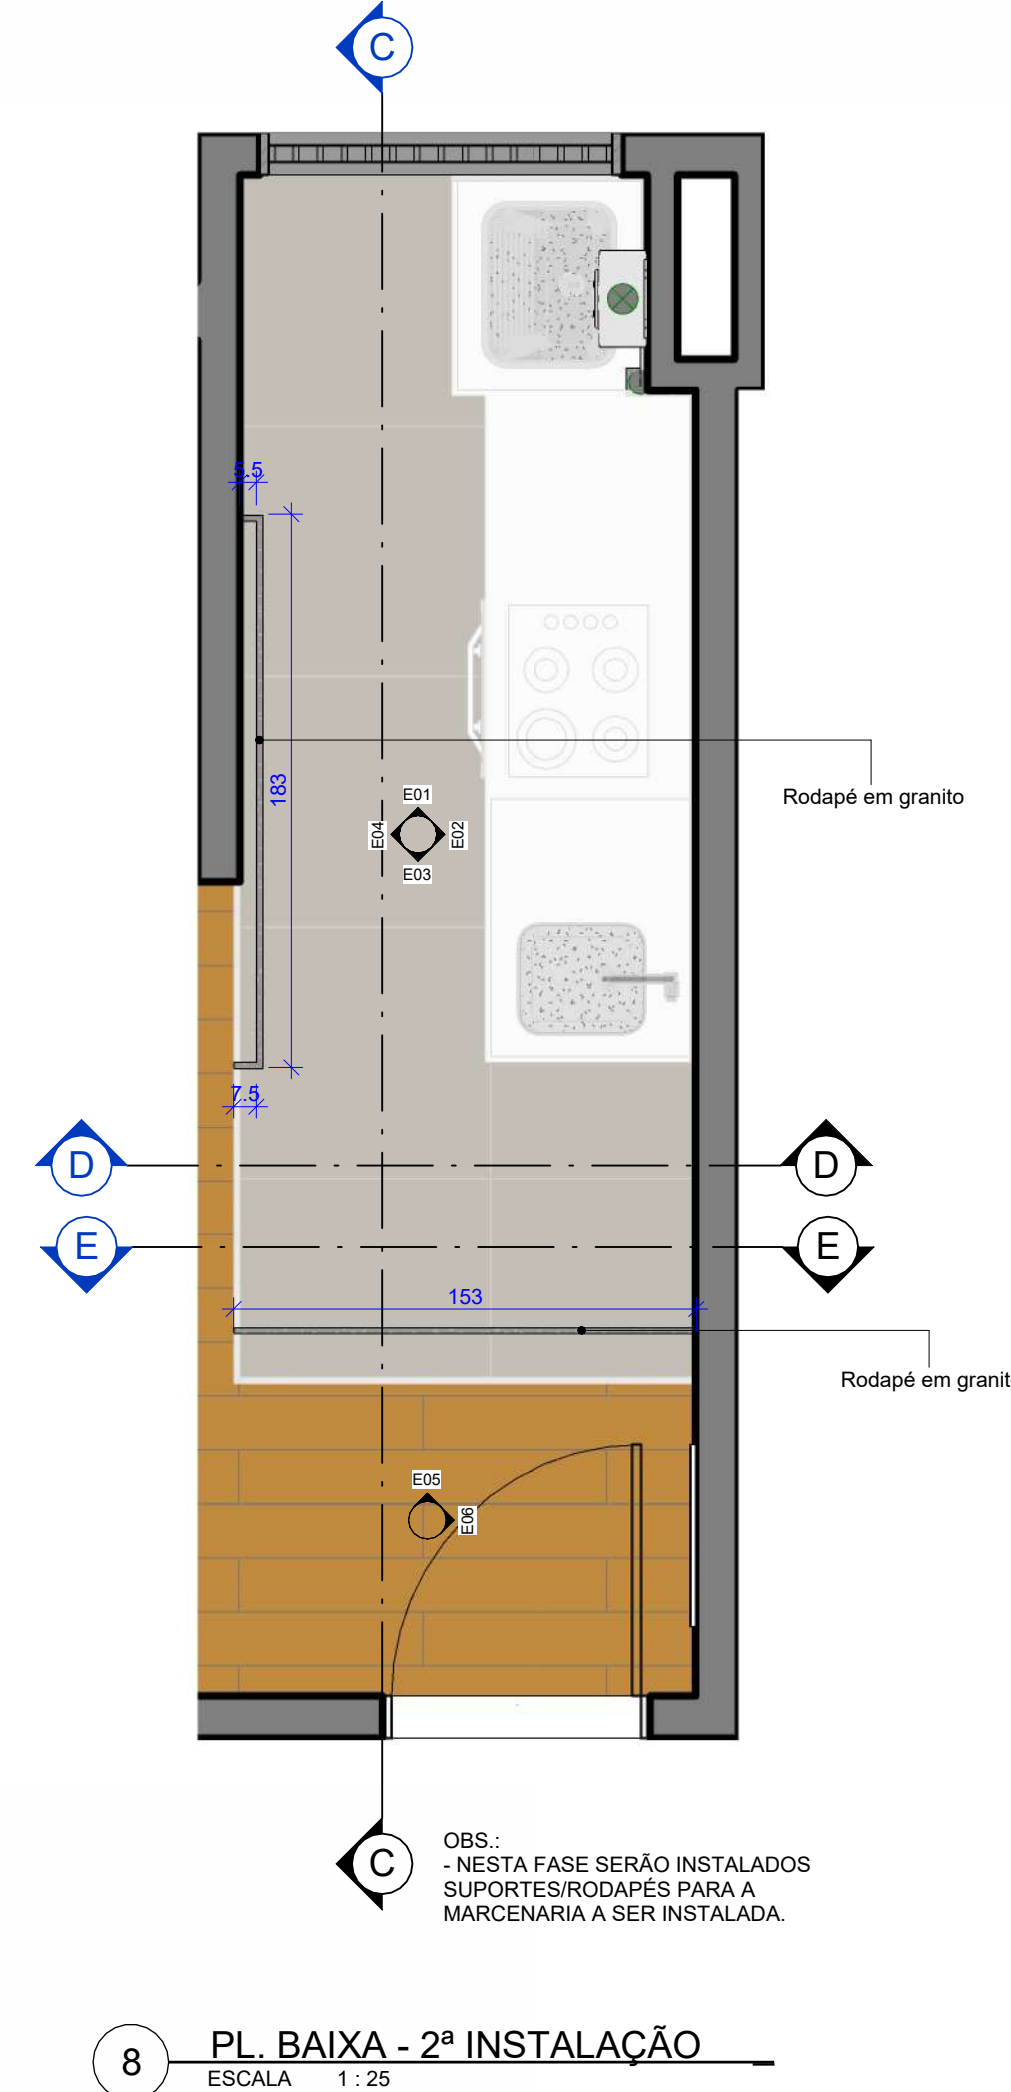 C
5.5
183
Rodapé em granito
E01
E04
E02
E03
7.5
D
D
E
E
153
Rodapé em granit
E05
E06
C
OBS.:
- NESTA FASE SERÃO INSTALADOS
SUPORTES/RODAPÉS PARA A
MARCENARIA A SER INSTALADA.
8
PL. BAIXA - 2ª INSTALAÇÃO
ESCALA 1 : 25